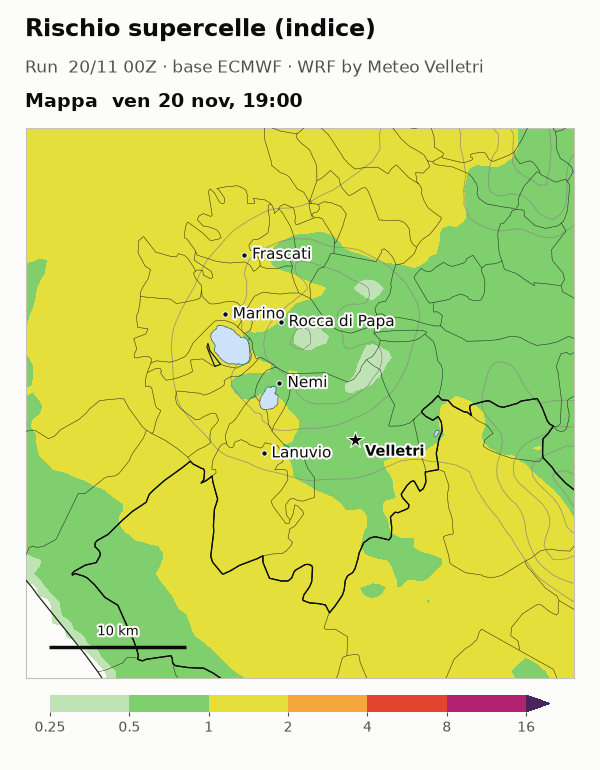 Rischio supercelle (indice)
Run 20/11 00Z · base ECMWF · WRF by Meteo Velletri
Mappa ven 20 nov, 19:00
Frascati
Marino
Rocca di Papa
Nemi
Velletri
Lanuvio
10 km
0.25 0.5 1 2 4 8 16